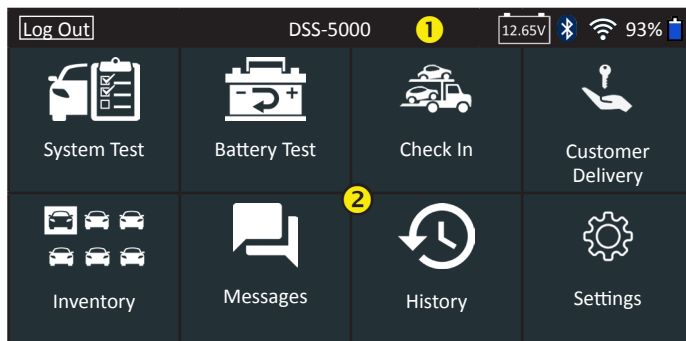 Log Out DSS-5000 1 12.65V 93%
System Test Battery Test Check In Customer
Delivery
2
Inventory Messages History Settings